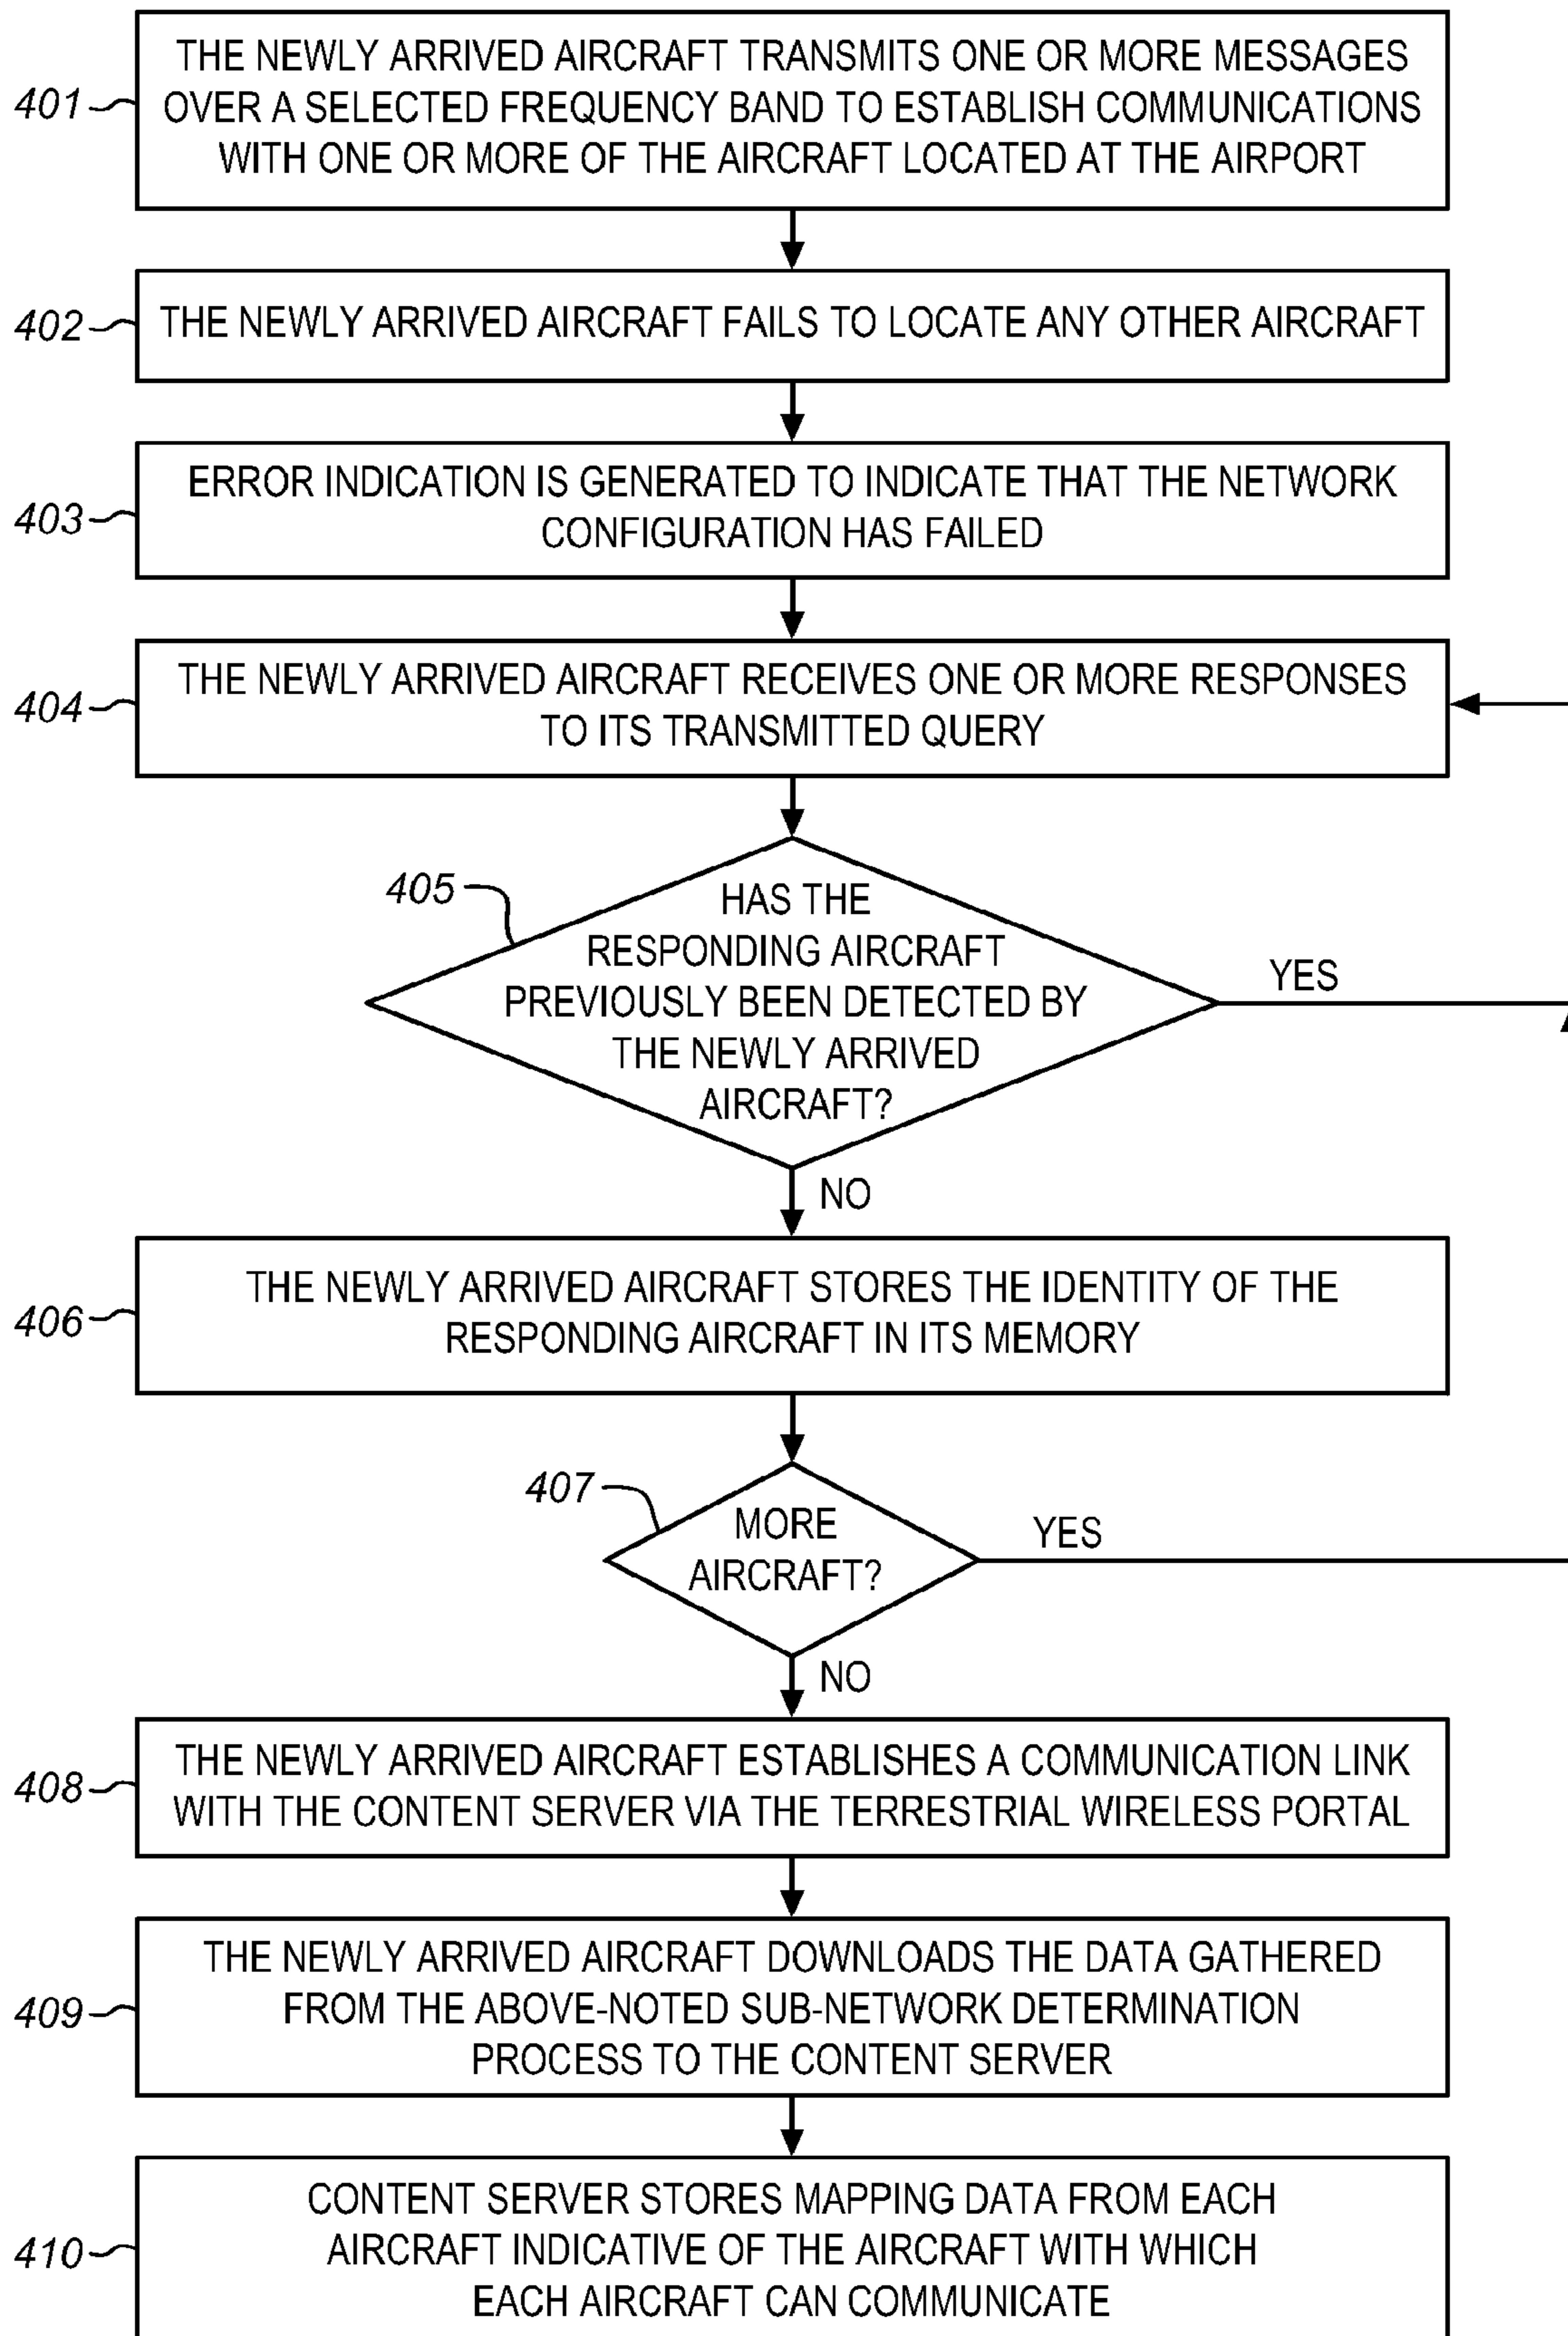 401
THE NEWLY ARRIVED AIRCRAFT TRANSMITS ONE OR MORE MESSAGES
OVER A SELECTED FREQUENCY BAND TO ESTABLISH COMMUNICATIONS
WITH ONE OR MORE OF THE AIRCRAFT LOCATED AT THE AIRPORT
402
THE NEWLY ARRIVED AIRCRAFT FAILS TO LOCATE ANY OTHER AIRCRAFT
403
ERROR INDICATION IS GENERATED TO INDICATE THAT THE NETWORK
CONFIGURATION HAS FAILED
404
THE NEWLY ARRIVED AIRCRAFT RECEIVES ONE OR MORE RESPONSES
TO ITS TRANSMITTED QUERY
405
HAS THE
RESPONDING AIRCRAFT
PREVIOUSLY BEEN DETECTED BY
THE NEWLY ARRIVED
AIRCRAFT?
YES
NO
406
THE NEWLY ARRIVED AIRCRAFT STORES THE IDENTITY OF THE
RESPONDING AIRCRAFT IN ITS MEMORY
407
MORE
AIRCRAFT?
YES
NO
408
THE NEWLY ARRIVED AIRCRAFT ESTABLISHES A COMMUNICATION LINK
WITH THE CONTENT SERVER VIA THE TERRESTRIAL WIRELESS PORTAL
409
THE NEWLY ARRIVED AIRCRAFT DOWNLOADS THE DATA GATHERED
FROM THE ABOVE-NOTED SUB-NETWORK DETERMINATION
PROCESS TO THE CONTENT SERVER
410
CONTENT SERVER STORES MAPPING DATA FROM EACH
AIRCRAFT INDICATIVE OF THE AIRCRAFT WITH WHICH
EACH AIRCRAFT CAN COMMUNICATE